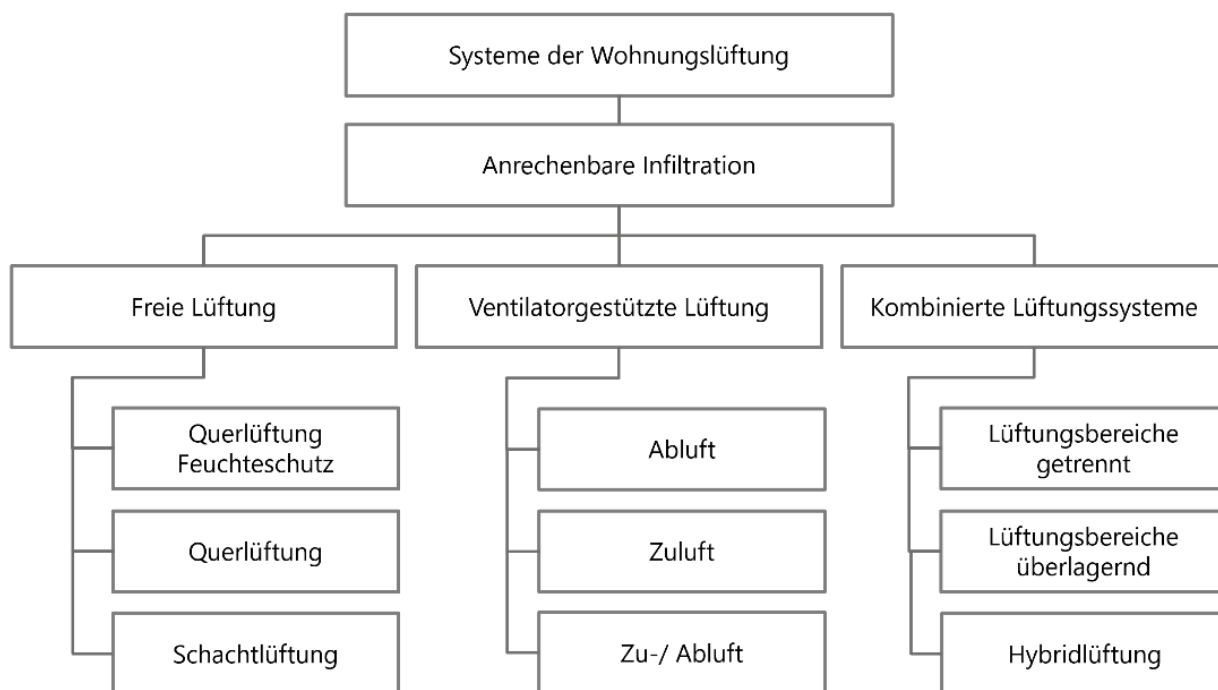 Systeme der Wohnungslüftung
Anrechenbare Infiltration
Freie Lüftung
Ventilatorgestützte Lüftung
Kombinierte Lüftungssysteme
Querlüftung
Feuchteschutz
Querlüftung
Schachtlüftung
Abluft
Zuluft
Zu-/ Abluft
Lüftungsbereiche
getrennt
Lüftungsbereiche
überlagernd
Hybridlüftung